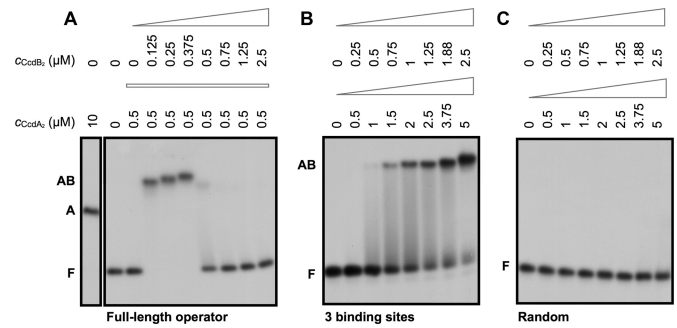 A B C
cCcdB₂ (µM) 0 0 0 0.125 0.25 0.375 0.5 0.75 1.25 2.5 0 0.25 0.5 0.75 1 1.25 1.88 2.5 0 0.25 0.5 0.75 1 1.25 1.88 2.5
cCcdA₂ (µM) 10 0 0.5 0.5 0.5 0.5 0.5 0.5 0.5 0.5 0 0.5 1 1.5 2 2.5 3.75 5 0 0.5 1 1.5 2 2.5 3.75 5
AB AB
A
F F F
Full-length operator 3 binding sites Random